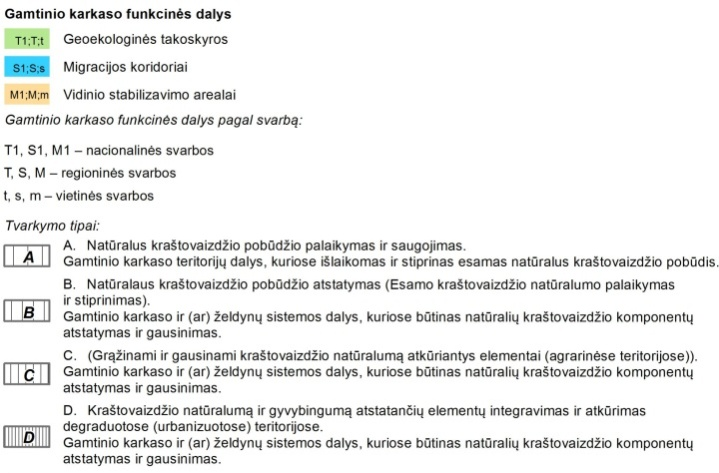 Gamtinio karkaso funkcinės dalys
T1;T;t Geoekologinės takoskyros
S1;S;s Migracijos koridoriai
M1;M;m Vidinio stabilizavimo arealai
Gamtinio karkaso funkcinės dalys pagal svarbą:
T1, S1, M1 – nacionalinės svarbos
T, S, M – regioninės svarbos
t, s, m – vietinės svarbos
Tvarkymo tipai:
A. Natūralus kraštovaizdžio pobūdžio palaikymas ir saugojimas.
A Gamtinio karkaso teritorijų dalys, kuriose išlaikomas ir stiprinas esamas natūralus kraštovaizdžio pobūdis.
B. Natūralaus kraštovaizdžio pobūdžio atstatymas (Esamo kraštovaizdžio natūralumo palaikymas
ir stiprinimas).
B Gamtinio karkaso ir (ar) želdynų sistemos dalys, kuriose būtinas natūralių kraštovaizdžio komponentų
atstatymas ir gausinimas.
C. (Grąžinami ir gausinami kraštovaizdžio natūralumą atkūriantys elementai (agrarinėse teritorijose)).
C Gamtinio karkaso ir (ar) želdynų sistemos dalys, kuriose būtinas natūralių kraštovaizdžio komponentų
atstatymas ir gausinimas.
D. Kraštovaizdžio natūralumą ir gyvybingumą atstatančių elementų integravimas ir atkūrimas
degraduotose (urbanizuotose) teritorijose.
D Gamtinio karkaso ir (ar) želdynų sistemos dalys, kuriose būtinas natūralių kraštovaizdžio komponentų
atstatymas ir gausinimas.